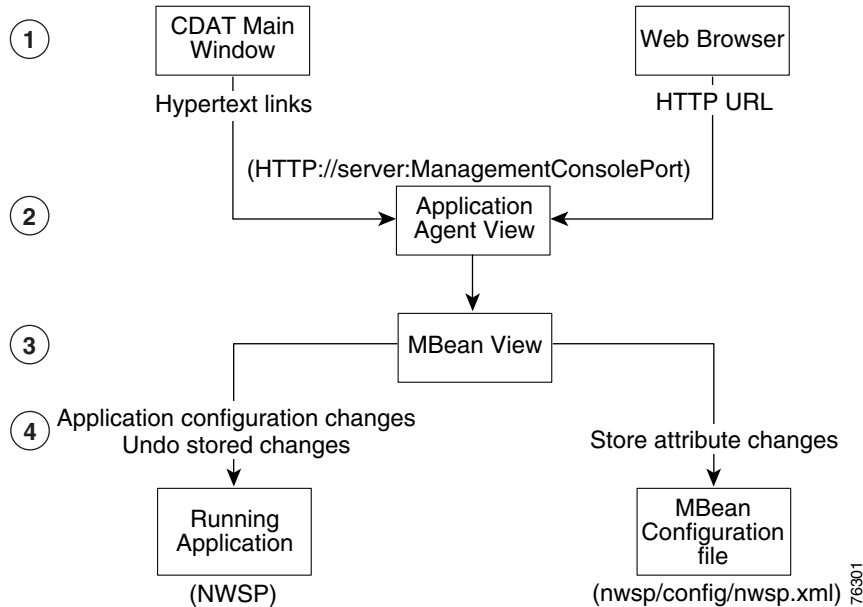 1
CDAT Main
Window
Web Browser
Hypertext links
HTTP URL
(HTTP://server:ManagementConsolePort)
2
Application
Agent View
3
MBean View
4
Application configuration changes
Undo stored changes
Store attribute changes
Running
Application
MBean
Configuration
file
(NWSP)
(nwsp/config/nwsp.xml)
76301